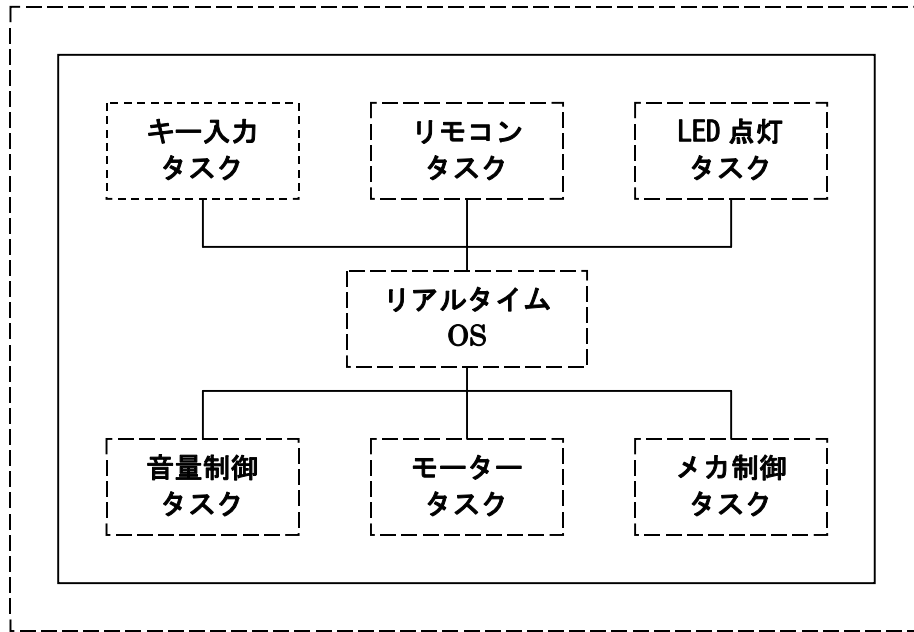 キー入力
タスク
リモコン
タスク
LED 点灯
タスク
リアルタイム
OS
音量制御
タスク
モーター
タスク
メカ制御
タスク